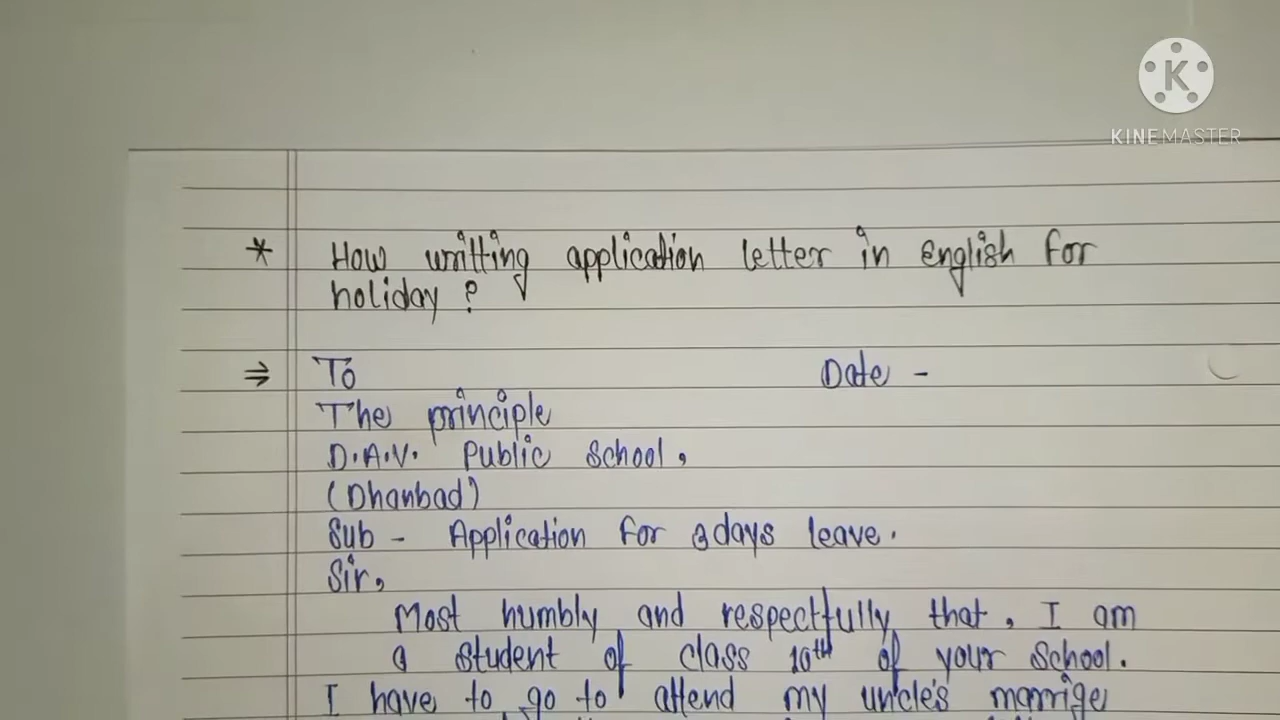 KINEMASTER
* How writting application letter in english for
holiday ?
⇒ To Date -
The principle
D.A.V. Public School,
(Dhanbad)
Sub - Application for 3 days leave.
Sir,
Most humbly and respectfully that, I am
a student of class 10th of your school.
I have to go to attend my uncle's marrige